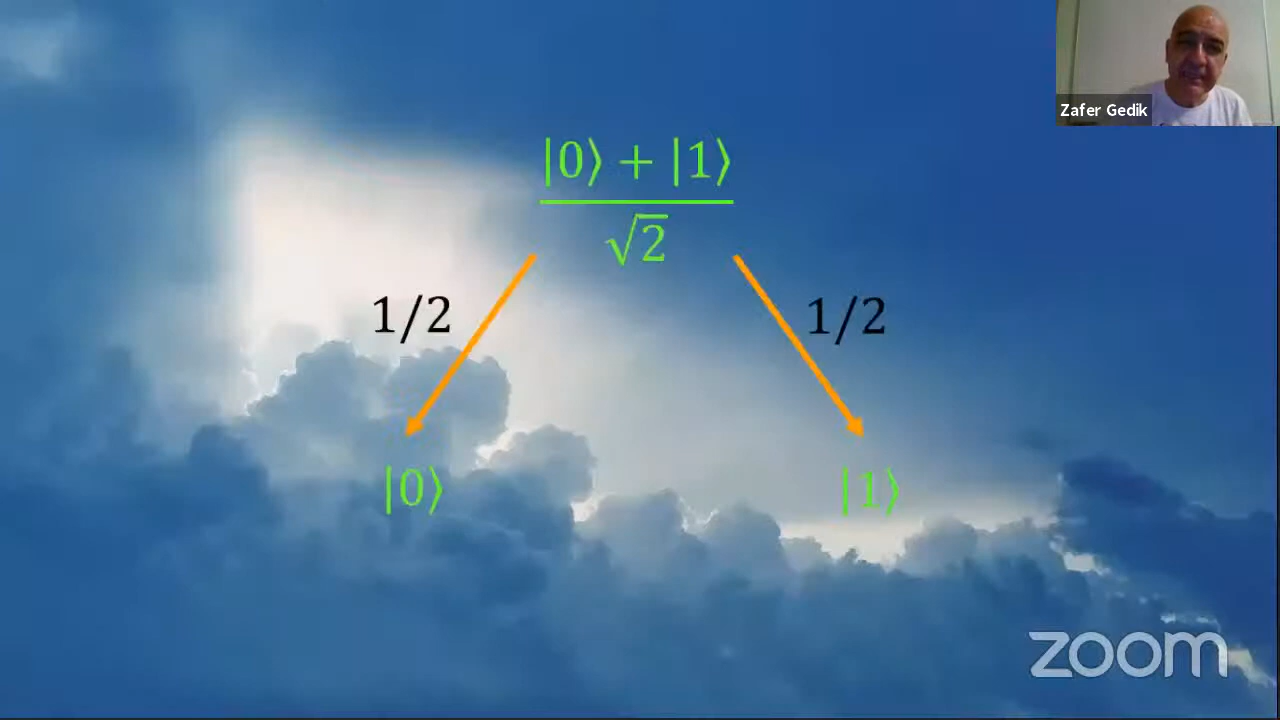 Zafer Gedik
|0⟩ + |1⟩
√2
1/2 1/2
|0⟩ |1⟩
zoom